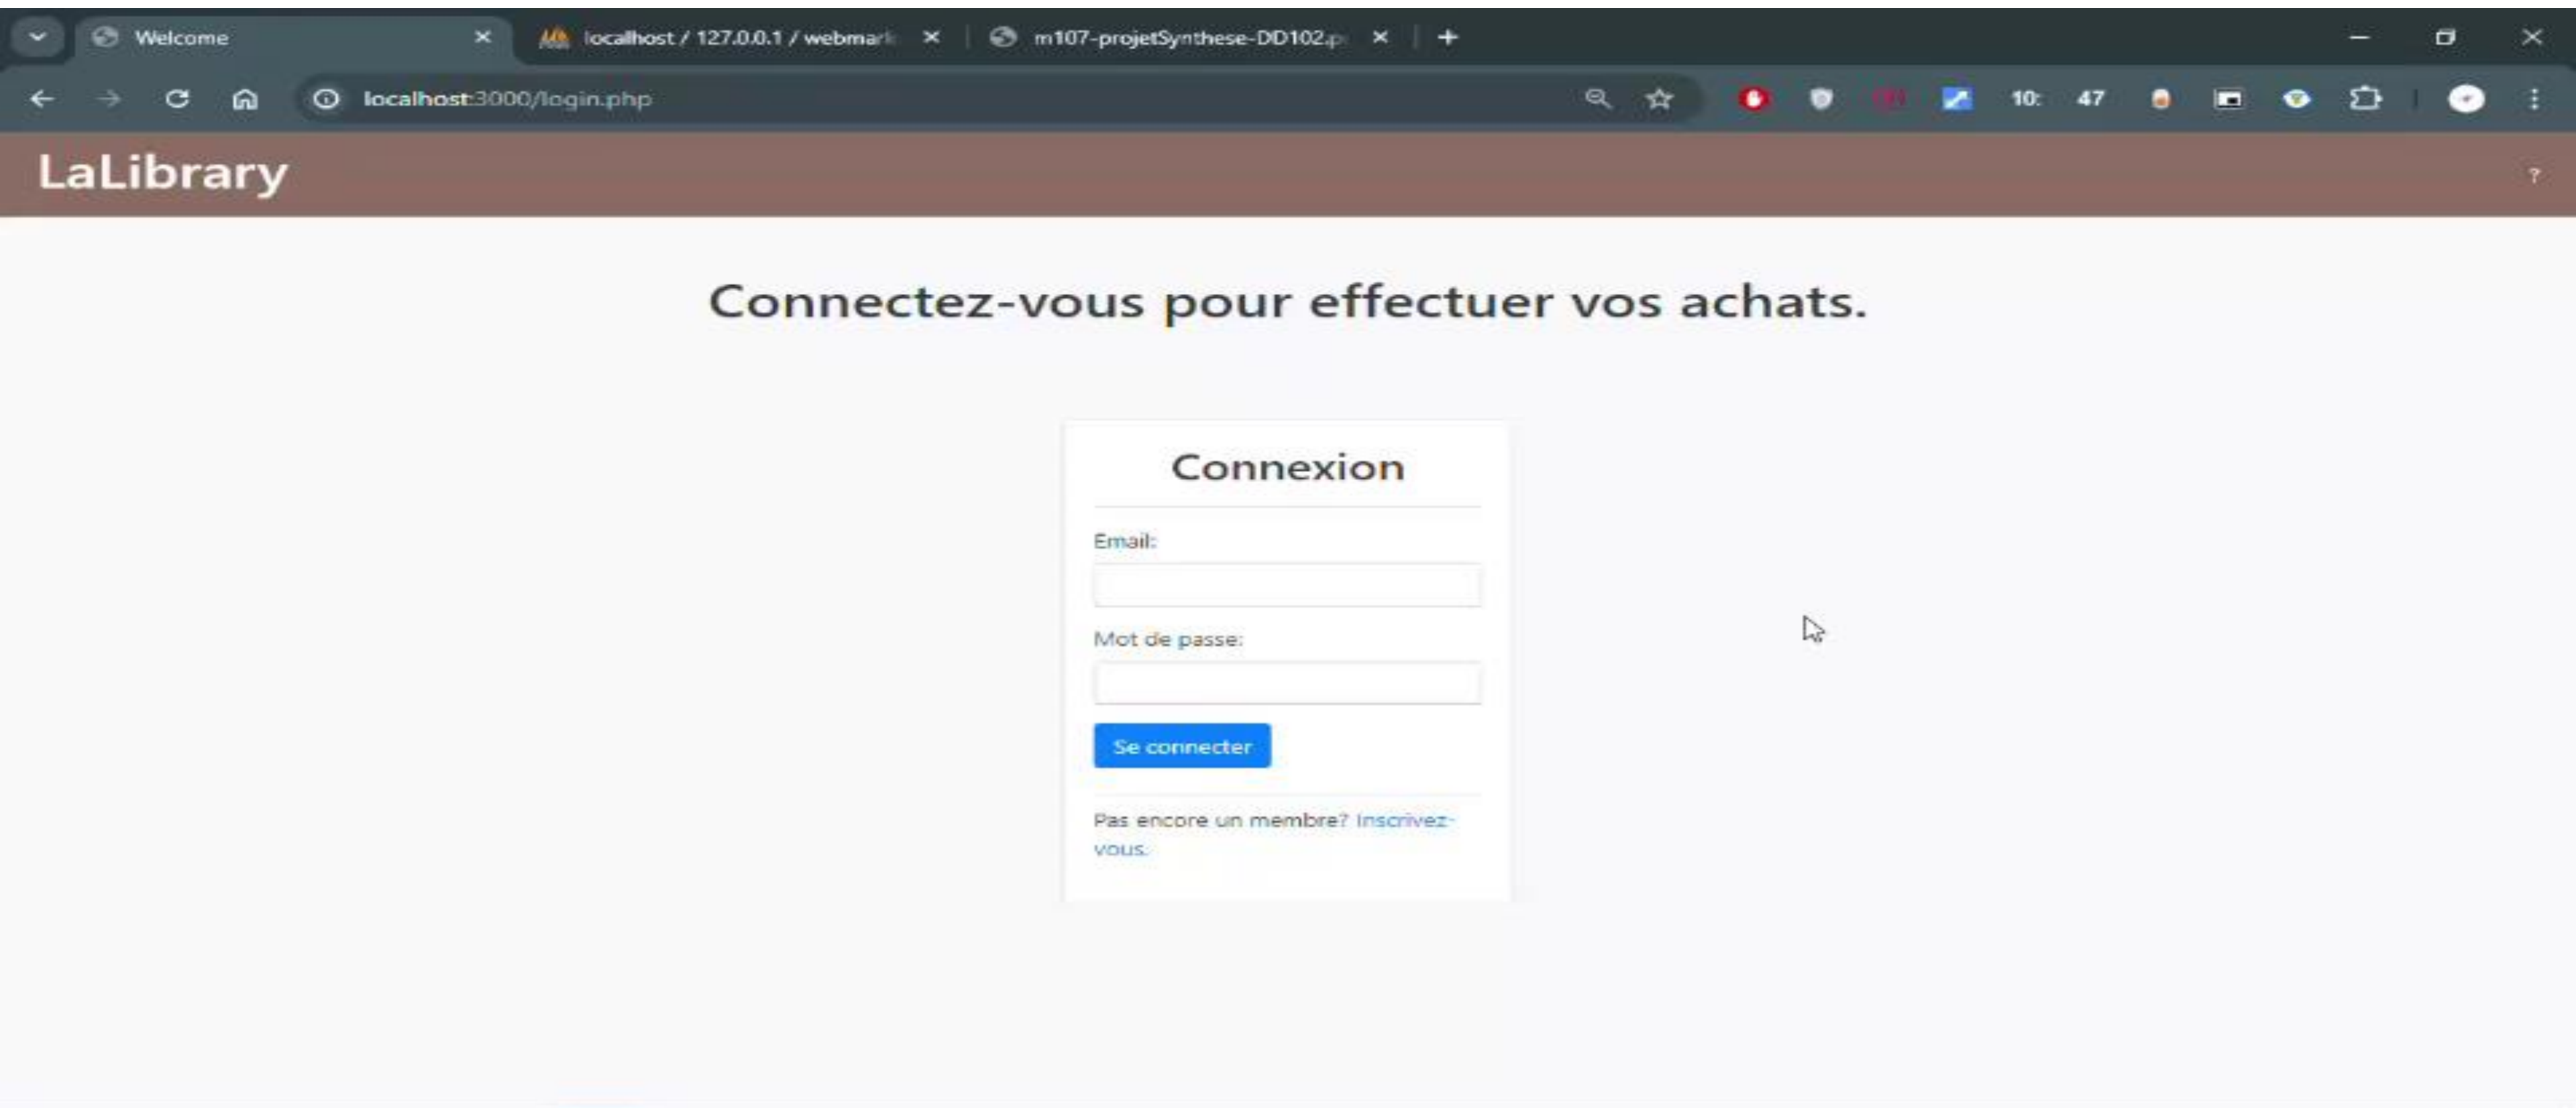 Welcome
localhost / 127.0.0.1 / webmark
m107-projetSynthese-DD102.p
localhost:3000/login.php
10: 47
LaLibrary
?
Connectez-vous pour effectuer vos achats.
Connexion
Email:
Mot de passe:
Se connecter
Pas encore un membre? Inscrivez-
vous.